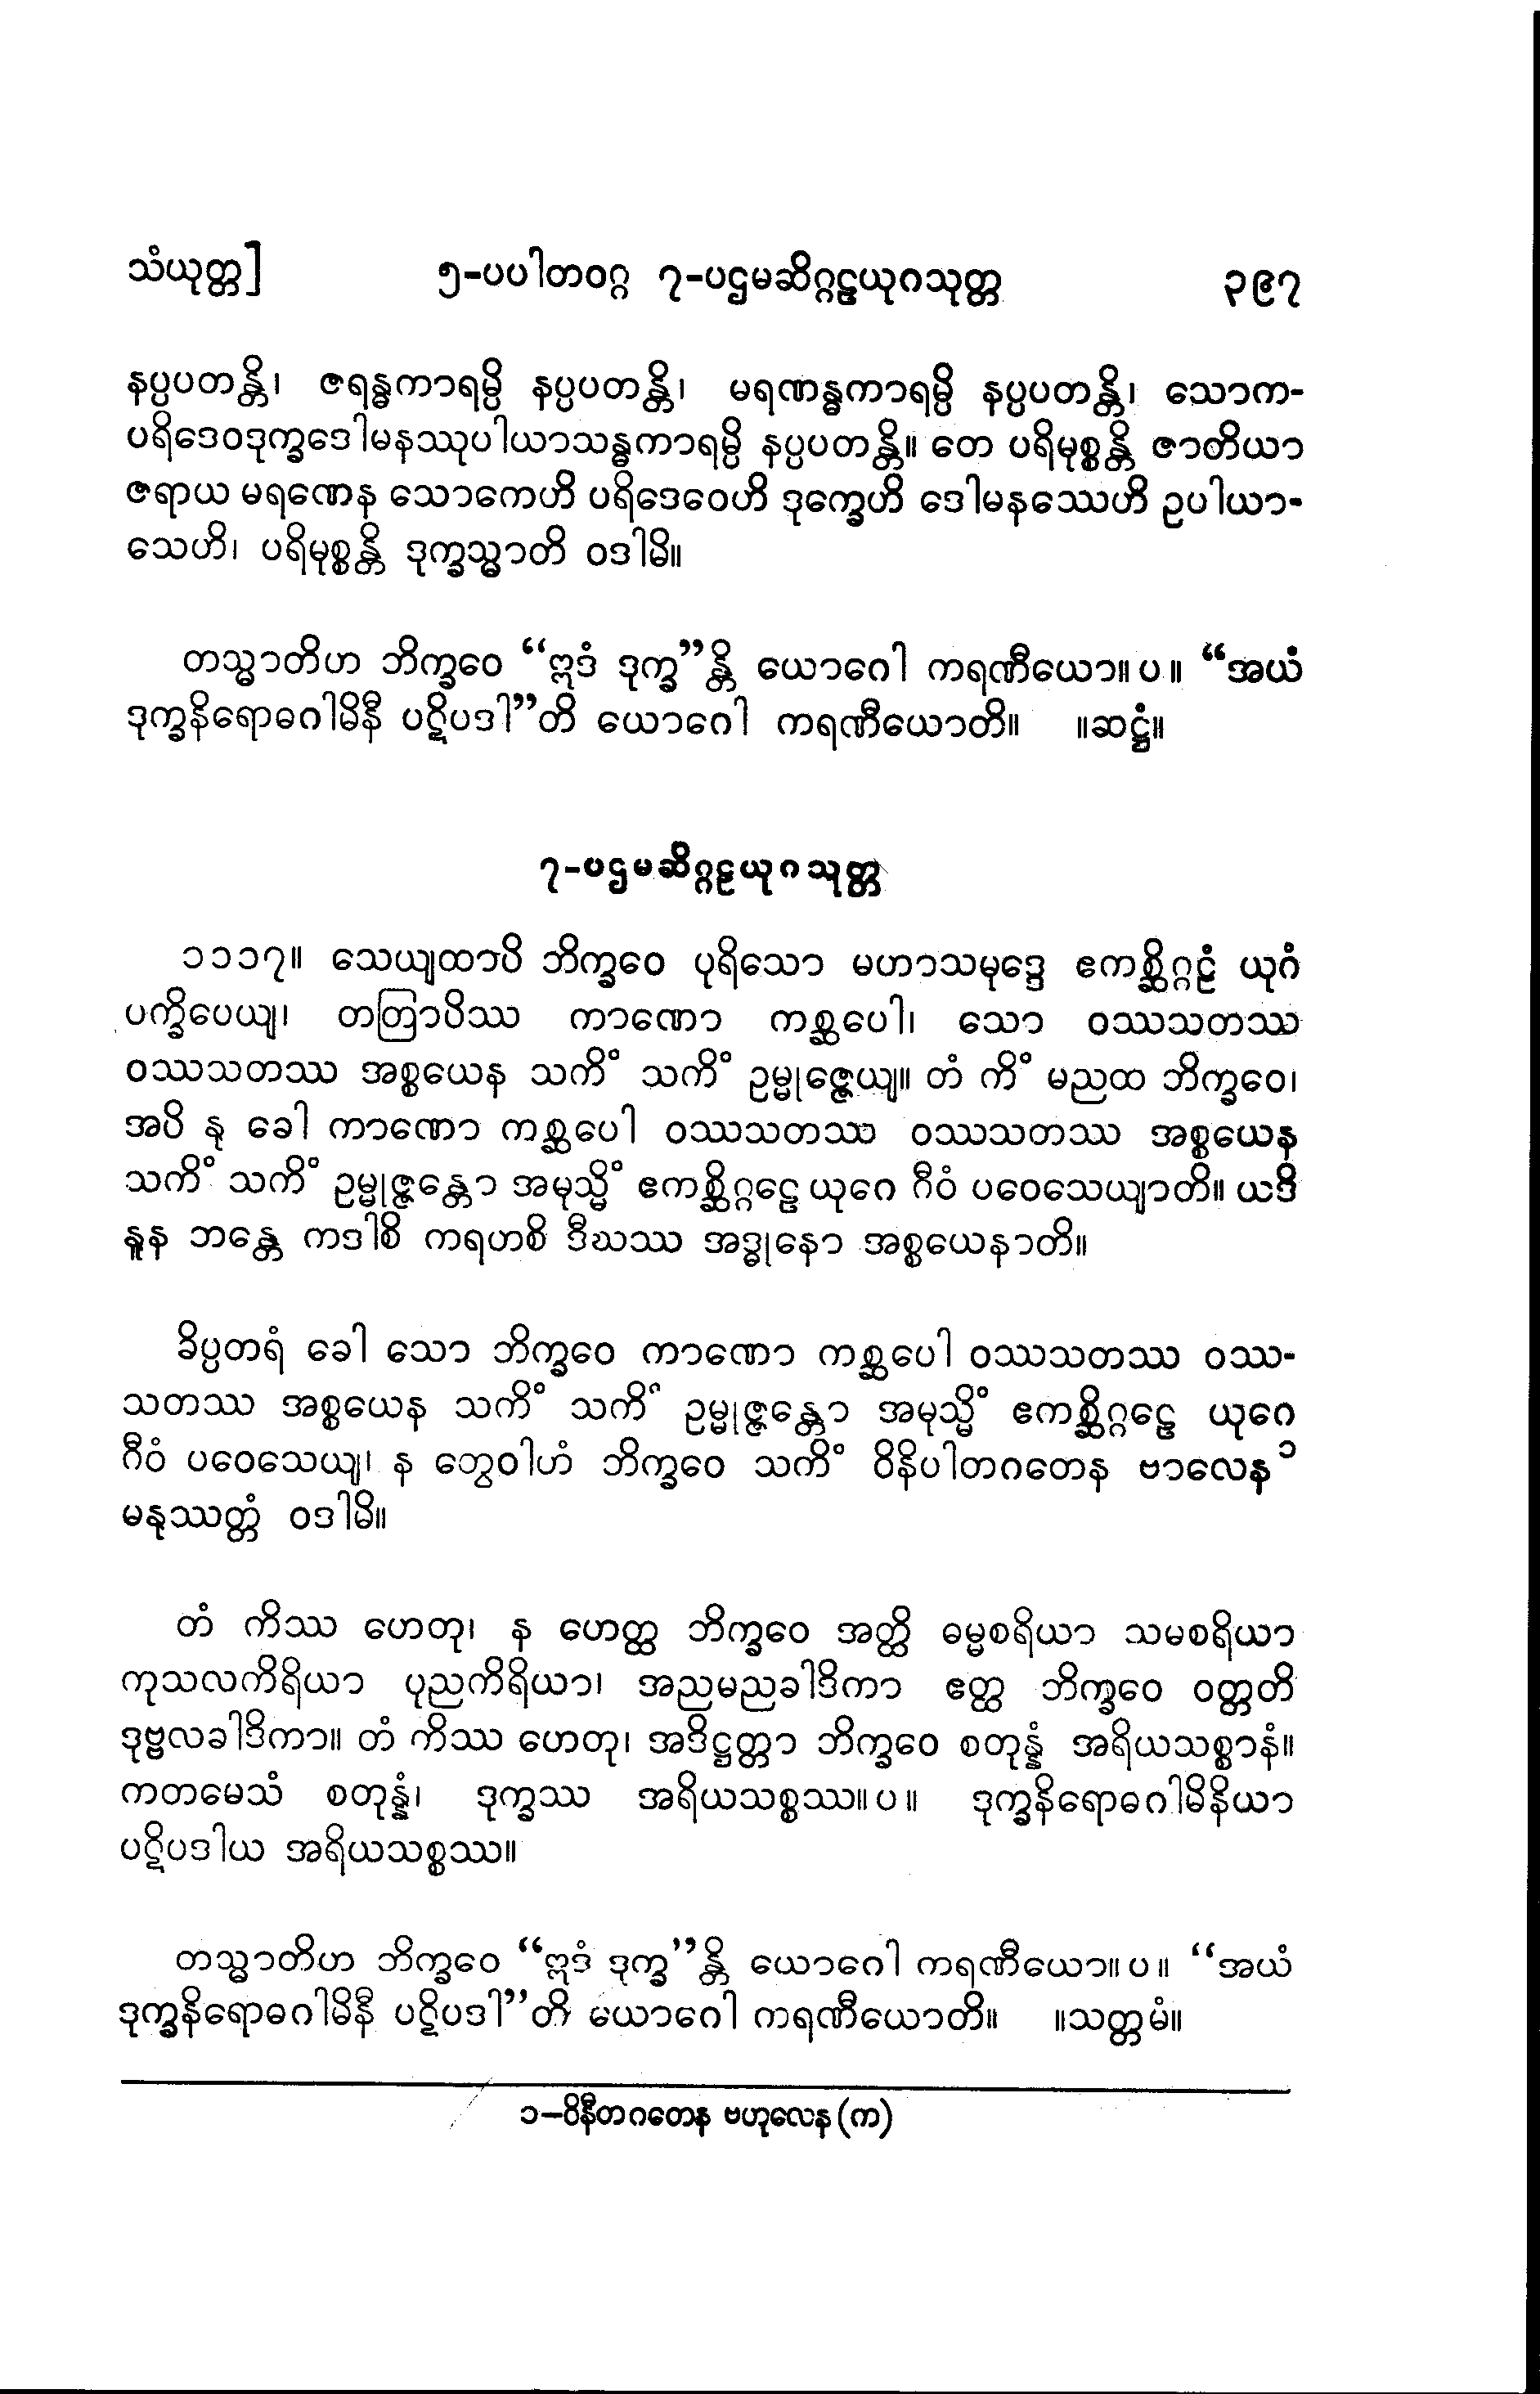 သံယုတ္တ]	၅-ပပါတဝဂ္ဂ ၇-ပဌမဆိဂ္ဂဠယုဂသုတ္တ	၃၉၇
နပ္ပပတန္တိ၊ ဇရန္ဓကာရမ္ပိ နပ္ပပတန္တိ၊ မရဏန္ဓကာရမ္ပိ နပ္ပပတန္တိ၊ သောက-
ပရိဒေဝဒုက္ခဒေါမနဿုပါယာသန္ဓကာရမ္ပိ နပ္ပပတန္တိ။ တေ ပရိမုစ္စန္တိ ဇာတိယာ
ဇရာယ မရဏေန သောကေဟိ ပရိဒေဝေဟိ ဒုက္ခေဟိ ဒေါမနဿေဟိ ဥပါယာ-
သေဟိ၊ ပရိမုစ္စန္တိ ဒုက္ခသ္မာတိ ဝဒါမိ။
တသ္မာတိဟ ဘိက္ခဝေ “ဣဒံ ဒုက္ခ”န္တိ ယောဂေါ ကရဏီယော။ ပ။ “အယံ
ဒုက္ခနိရောဓဂါမိနီ ပဋိပဒါ”တိ ယောဂေါ ကရဏီယောတိ။ ။ဆဋ္ဌံ။
၇-ပဌမဆိဂ္ဂဠယုဂသုတ္တ
၁၁၁၇။ သေယျထာပိ ဘိက္ခဝေ ပုရိသော မဟာသမုဒ္ဒေ ဧကစ္ဆိဂ္ဂဠံ ယုဂံ
ပက္ခိပေယျ၊ တတြာပိဿ ကာဏော ကစ္ဆပေါ၊ သော ဝဿသတဿ
ဝဿသတဿ အစ္စယေန သကိံ သကိံ ဥမ္မုဇ္ဇေယျ။ တံ ကိံ မညထ ဘိက္ခဝေ၊
အပိ နု ခေါ ကာဏော ကစ္ဆပေါ ဝဿသတဿ ဝဿသတဿ အစ္စယေန
သကိံ သကိံ ဥမ္မုဇ္ဇန္တော အမုသ္မိံ ဧကစ္ဆိဂ္ဂဠေ ယုဂေ ဂီဝံ ပဝေသေယျာတိ။ ယဒိ
နူန ဘန္တေ ကဒါစိ ကရဟစိ ဒီဃဿ အဒ္ဓုနော အစ္စယေနာတိ။
ခိပ္ပတရံ ခေါ သော ဘိက္ခဝေ ကာဏော ကစ္ဆပေါ ဝဿသတဿ ဝဿ-
သတဿ အစ္စယေန သကိံ သကိံ ဥမ္မုဇ္ဇန္တော အမုသ္မိံ ဧကစ္ဆိဂ္ဂဠေ ယုဂေ
ဂီဝံ ပဝေသေယျ၊ န တွေဝါဟံ ဘိက္ခဝေ သကိံ ဝိနိပါတဂတေန ဗာလေန ၁
မနုဿတ္တံ ဝဒါမိ။
တံ ကိဿ ဟေတု၊ န ဟေတ္ထ ဘိက္ခဝေ အတ္ထိ ဓမ္မစရိယာ သမစရိယာ
ကုသလကိရိယာ ပုညကိရိယာ၊ အညမညခါဒိကာ ဧတ္ထ ဘိက္ခဝေ ဝတ္တတိ
ဒုဗ္ဗလခါဒိကာ။ တံ ကိဿ ဟေတု၊ အဒိဋ္ဌတ္တာ ဘိက္ခဝေ စတုန္နံ အရိယသစ္စာနံ။
ကတမေသံ စတုန္နံ၊ ဒုက္ခဿ အရိယသစ္စဿ။ ပ။ ဒုက္ခနိရောဓဂါမိနိယာ
ပဋိပဒါယ အရိယသစ္စဿ။
တသ္မာတိဟ ဘိက္ခဝေ “ဣဒံ ဒုက္ခ”န္တိ ယောဂေါ ကရဏီယော။ ပ။ “အယံ
ဒုက္ခနိရောဓဂါမိနီ ပဋိပဒါ”တိ ယောဂေါ ကရဏီယောတိ။ ။သတ္တမံ။
၁—ဝိနီတဂတေန ဗဟုလေန (က)